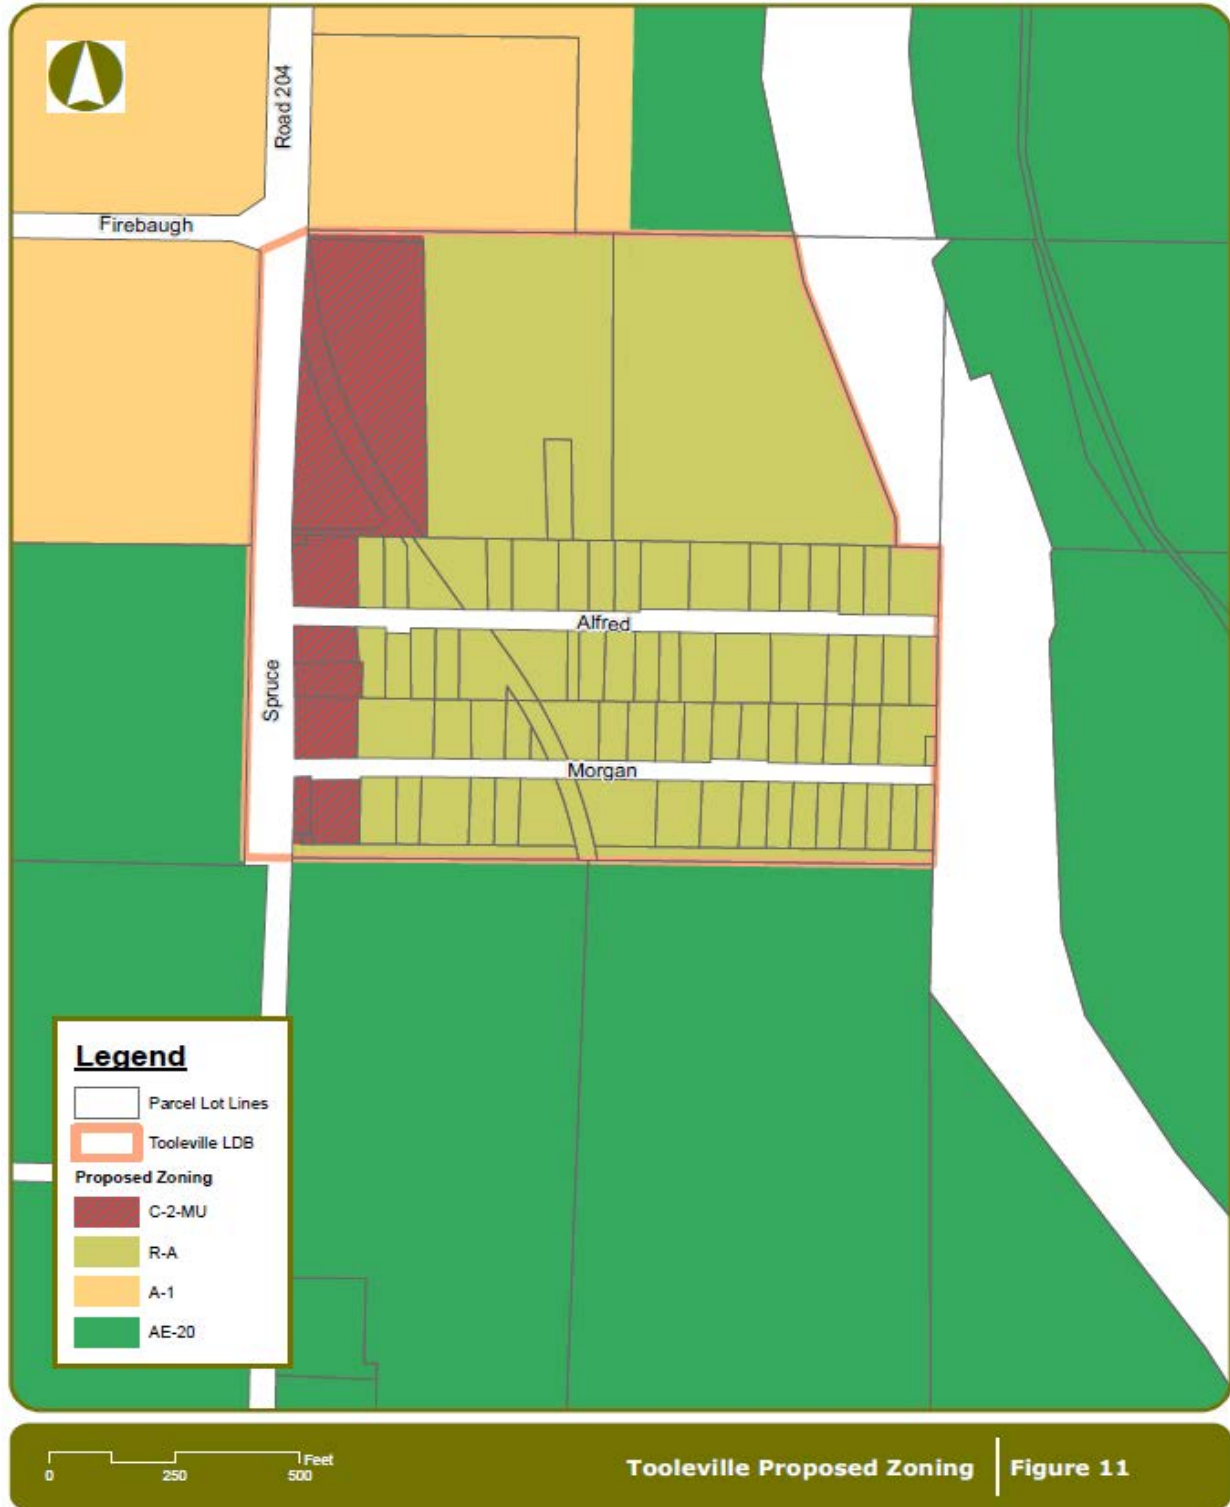 Road 204
Firebaugh
Alfred
Spruce
Morgan
Legend
Parcel Lot Lines
Tooleville LDB
Proposed Zoning
C-2-MU
R-A
A-1
AE-20
Feet
0 250 500
Tooleville Proposed Zoning Figure 11